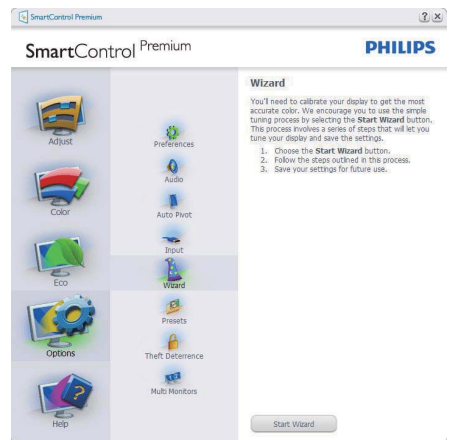 SmartControl Premium
? ×
SmartControl Premium
PHILIPS
Adjust
Color
Eco
Options
Help
Preferences
Audio
Auto Pivot
Input
Wizard
Presets
Theft Deterrence
Multi Monitors
Wizard
You'll need to calibrate your display to get the most
accurate color. We encourage you to use the simple
tuning process by selecting the Start Wizard button.
This process involves a series of steps that will let you
tune your display and save the settings.
1. Choose the Start Wizard button.
2. Follow the steps outlined in this process.
3. Save your settings for future use.
Start Wizard